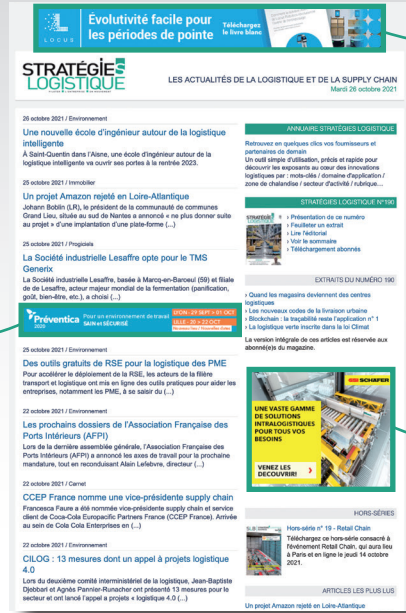 LOCUS
Évolutivité facile pour
les périodes de pointe
Téléchargez
le livre blanc
STRATÉGIES
LOGISTIQUE
LES ACTUALITÉS DE LA LOGISTIQUE ET DE LA SUPPLY CHAIN
Mardi 26 octobre 2021
26 octobre 2021 / Environnement
Une nouvelle école d'ingénieur autour de la logistique
intelligente
À Saint-Quentin dans l'Aisne, une école d'ingénieur autour de la
logistique intelligente va ouvrir ses portes à la rentrée 2023.
25 octobre 2021 / Immobilier
Un projet Amazon rejeté en Loire-Atlantique
Johann Boblin (LR), le président de la communauté de communes
Grand Lieu, située au sud de Nantes a annoncé « ne plus donner suite
au projet » d'une implantation d'une plate-forme (...)
25 octobre 2021 / Progiciels
La Société industrielle Lesaffre opte pour le TMS
Generix
La Société industrielle Lesaffre, basée à Marcq-en-Baroeul (59) et filiale
de de Lesaffre, acteur majeur mondial de la fermentation (panification,
goût, bien-être, etc.), a choisi (...)
Préventica
2020
Pour un environnement de travail
SAIN et SÉCURISÉ
LYON - 29 SEPT > 01 OCT
LILLE - 20 > 22 OCT
25 octobre 2021 / Environnement
Des outils gratuits de RSE pour la logistique des PME
Pour accélérer le déploiement de la RSE, les acteurs de la filière
transport et logistique ont mis en ligne des outils pratiques pour aider les
entreprises, notamment les PME, à se saisir du (...)
22 octobre 2021 / Environnement
Les prochains dossiers de l'Association Française des
Ports Intérieurs (AFPI)
Lors de la dernière assemblée générale, l'Association Française des
Ports Intérieurs (AFPI) a annoncé les axes de travail pour la prochaine
mandature, tout en reconduisant Alain Lefebvre, directeur (...)
22 octobre 2021 / Carnet
CCEP France nomme une vice-présidente supply chain
Francesca Faure a été nommée vice-présidente supply chain et service
client de Coca-Cola Europacific Partners France (CCEP France). Arrivée
au sein de Cola Cola Enterprises en (...)
22 octobre 2021 / Environnement
CILOG : 13 mesures dont un appel à projets logistique
4.0
Lors du deuxième comité interministériel de la logistique, Jean-Baptiste
Djebbari et Agnès Pannier-Runacher ont présenté 13 mesures pour le
secteur et ont lancé l'appel à projets « logistique 4.0 (...)
ANNUAIRE STRATÉGIES LOGISTIQUE
Retrouvez en quelques clics vos fournisseurs et
partenaires de demain
Un outil simple d'utilisation, précis et rapide pour
découvrir les exposants au cœur des innovations
logistiques par : mots-clés / domaine d'application /
zone de chalandise / secteur d'activité / rubrique...
STRATÉGIES LOGISTIQUE N°190
› Présentation de ce numéro
› Feuilleter un extrait
› Lire l'éditorial
› Voir le sommaire
› Téléchargement abonnés
EXTRAITS DU NUMÉRO 190
› Quand les magasins deviennent des centres
logistiques
› Les nouveaux codes de la livraison urbaine
› Blockchain : la traçabilité reste l'application n° 1
› La logistique verte inscrite dans la loi Climat
La version intégrale de ces articles est réservée aux
abonné(e)s du magazine.
SCHÄFER
UNE VASTE GAMME
DE SOLUTIONS
INTRALOGISTIQUES
POUR TOUS VOS
BESOINS
VENEZ LES
DECOUVRIR!
HORS-SÉRIES
Hors-série n° 19 - Retail Chain
Téléchargez ce hors-série consacré à
l'événement Retail Chain, qui aura lieu
à Paris et en ligne le jeudi 14 octobre
2021.
ARTICLES LES PLUS LUS
Un projet Amazon rejeté en Loire-Atlantique